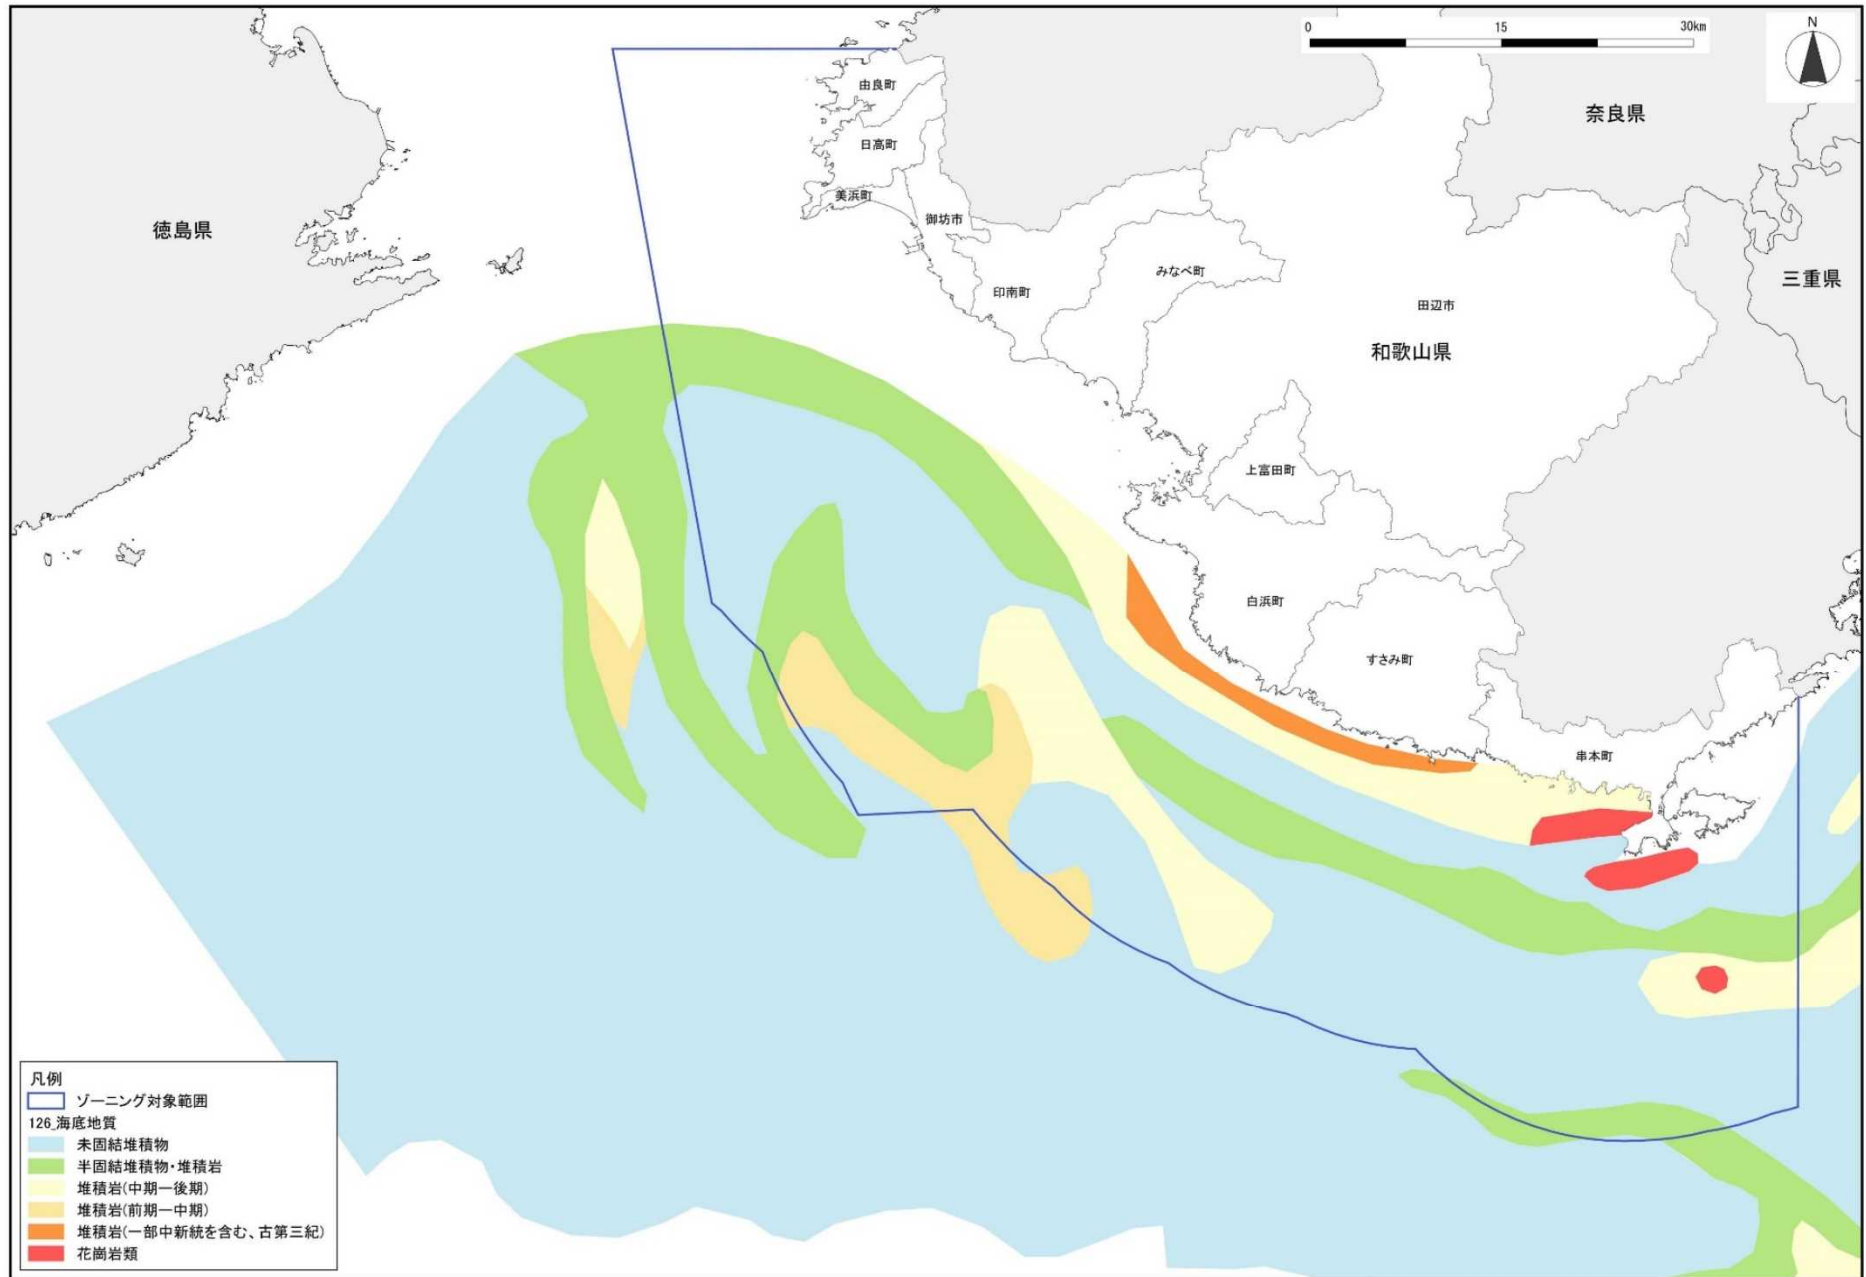 0 15 30km
N
由良町
奈良県
日高町
美浜町
徳島県
御坊市
みなべ町
三重県
印南町
田辺市
和歌山県
上富田町
白浜町
すさみ町
串本町
凡例
ゾーニング対象範囲
126_海底地質
未固結堆積物
半固結堆積物・堆積岩
堆積岩(中期―後期)
堆積岩(前期―中期)
堆積岩(一部中新統を含む、古第三紀)
花崗岩類